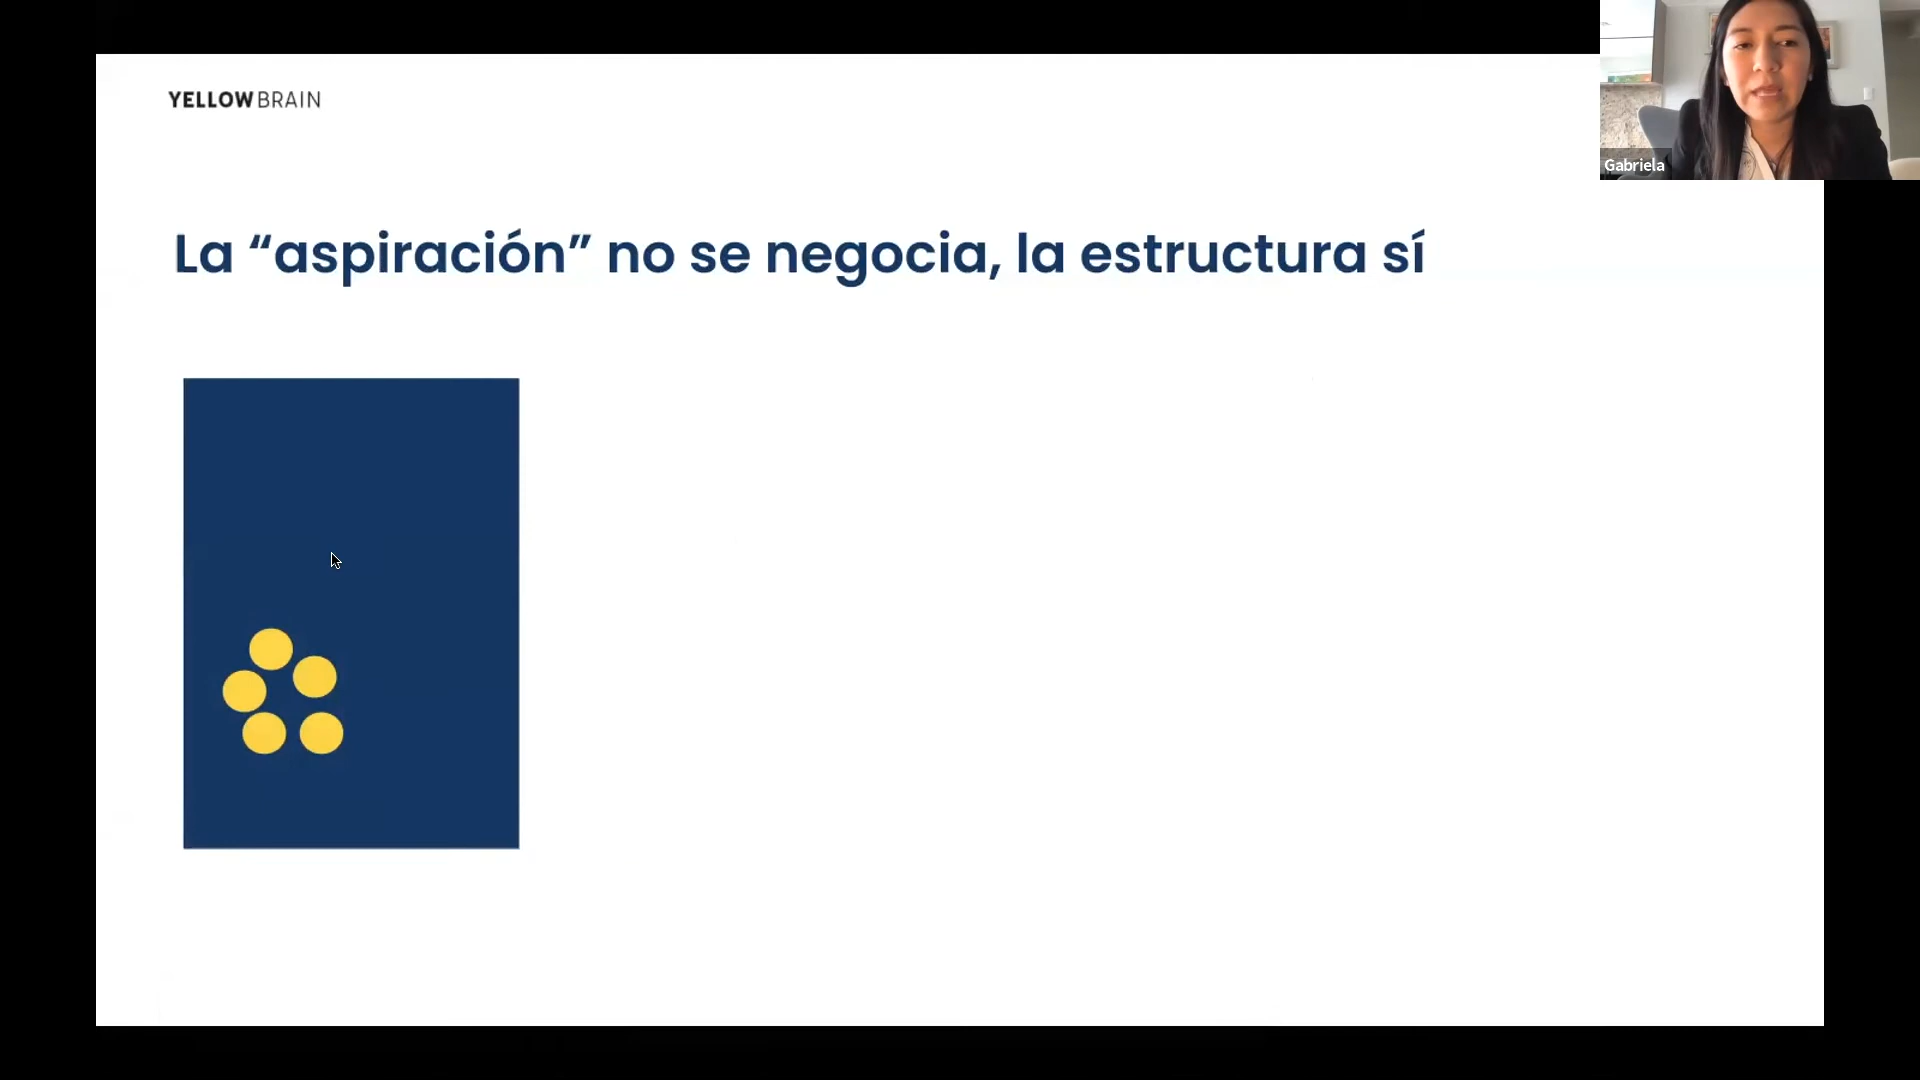 YELLOWBRAIN
Gabriela
La “aspiración” no se negocia, la estructura sí